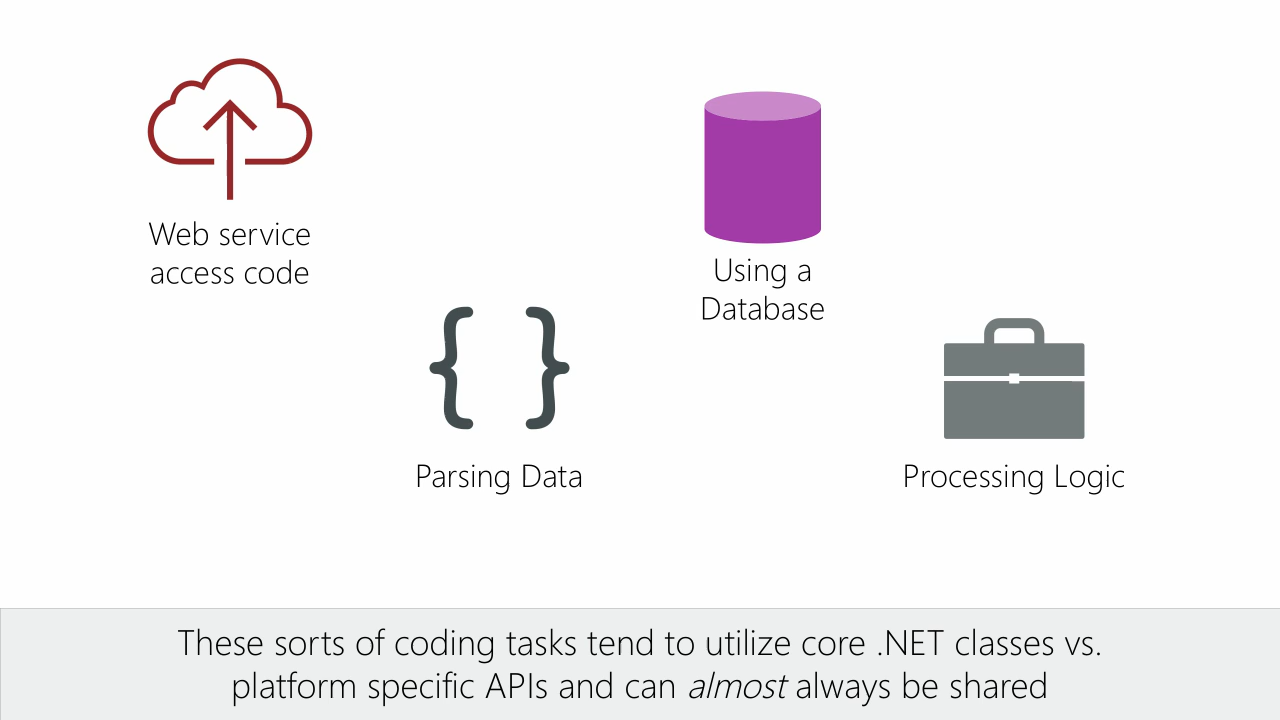 Web service
access code
Using a
Database
{ }
Parsing Data
Processing Logic
These sorts of coding tasks tend to utilize core .NET classes vs.
platform specific APIs and can almost always be shared